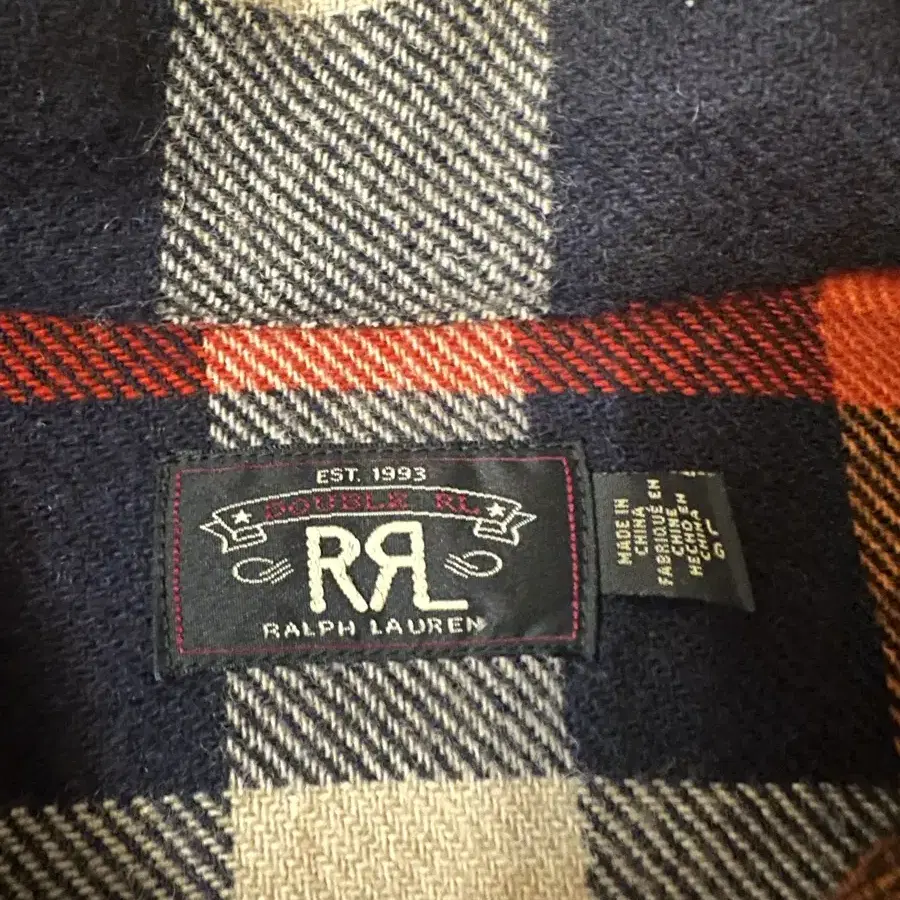 EST. 1993
DOUBLE RL
RRL
RALPH LAUREN
MADE IN
CHINA
FABRIQUÉ EN
CHINE
HECHO EN
CHINA